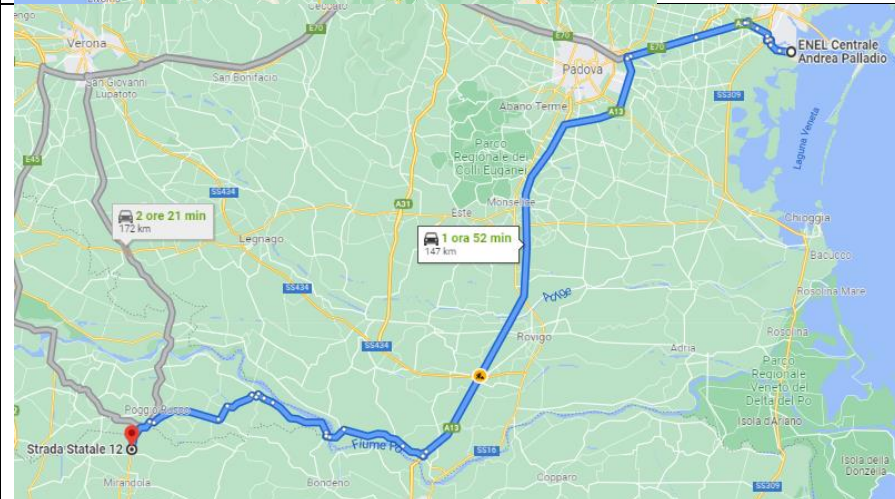 Ceccato
E70
Verona
San Giovanni
Lupatoto
San Bonifacio
E70
Padova
E70
ENEL Centrale
Andrea Palladio
SS309
Abano Terme
A13
Parco
Regionale dei
Colli Euganei
Laguna Veneta
E45
SS434
A31
Este
Monselice
Chioggia
2 ore 21 min
172 km
Legnago
1 ora 52 min
147 km
Bacucco
SS434
Adige
Rosolina Mare
Rovigo
Rosolina
SS434
Adria
Parco
Regionale
Veneto del
Delta del Po
Poggio Rusco
Isola d'Ariano
A13
Strada Statale 12
Fiume Po
SS16
Isola della
Donzella
Mirandola
Bondeno
Copparo
SS309